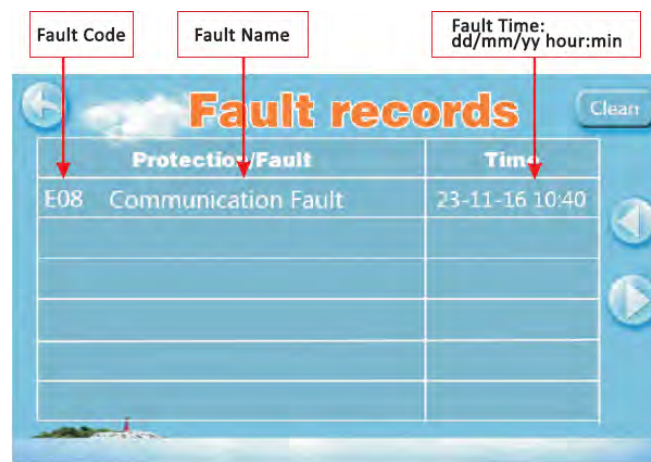 Fault Code
Fault Name
Fault Time:
dd/mm/yy hour:min
Fault records
Clean
Protection/Fault
Time
E08 Communication Fault
23-11-16 10:40